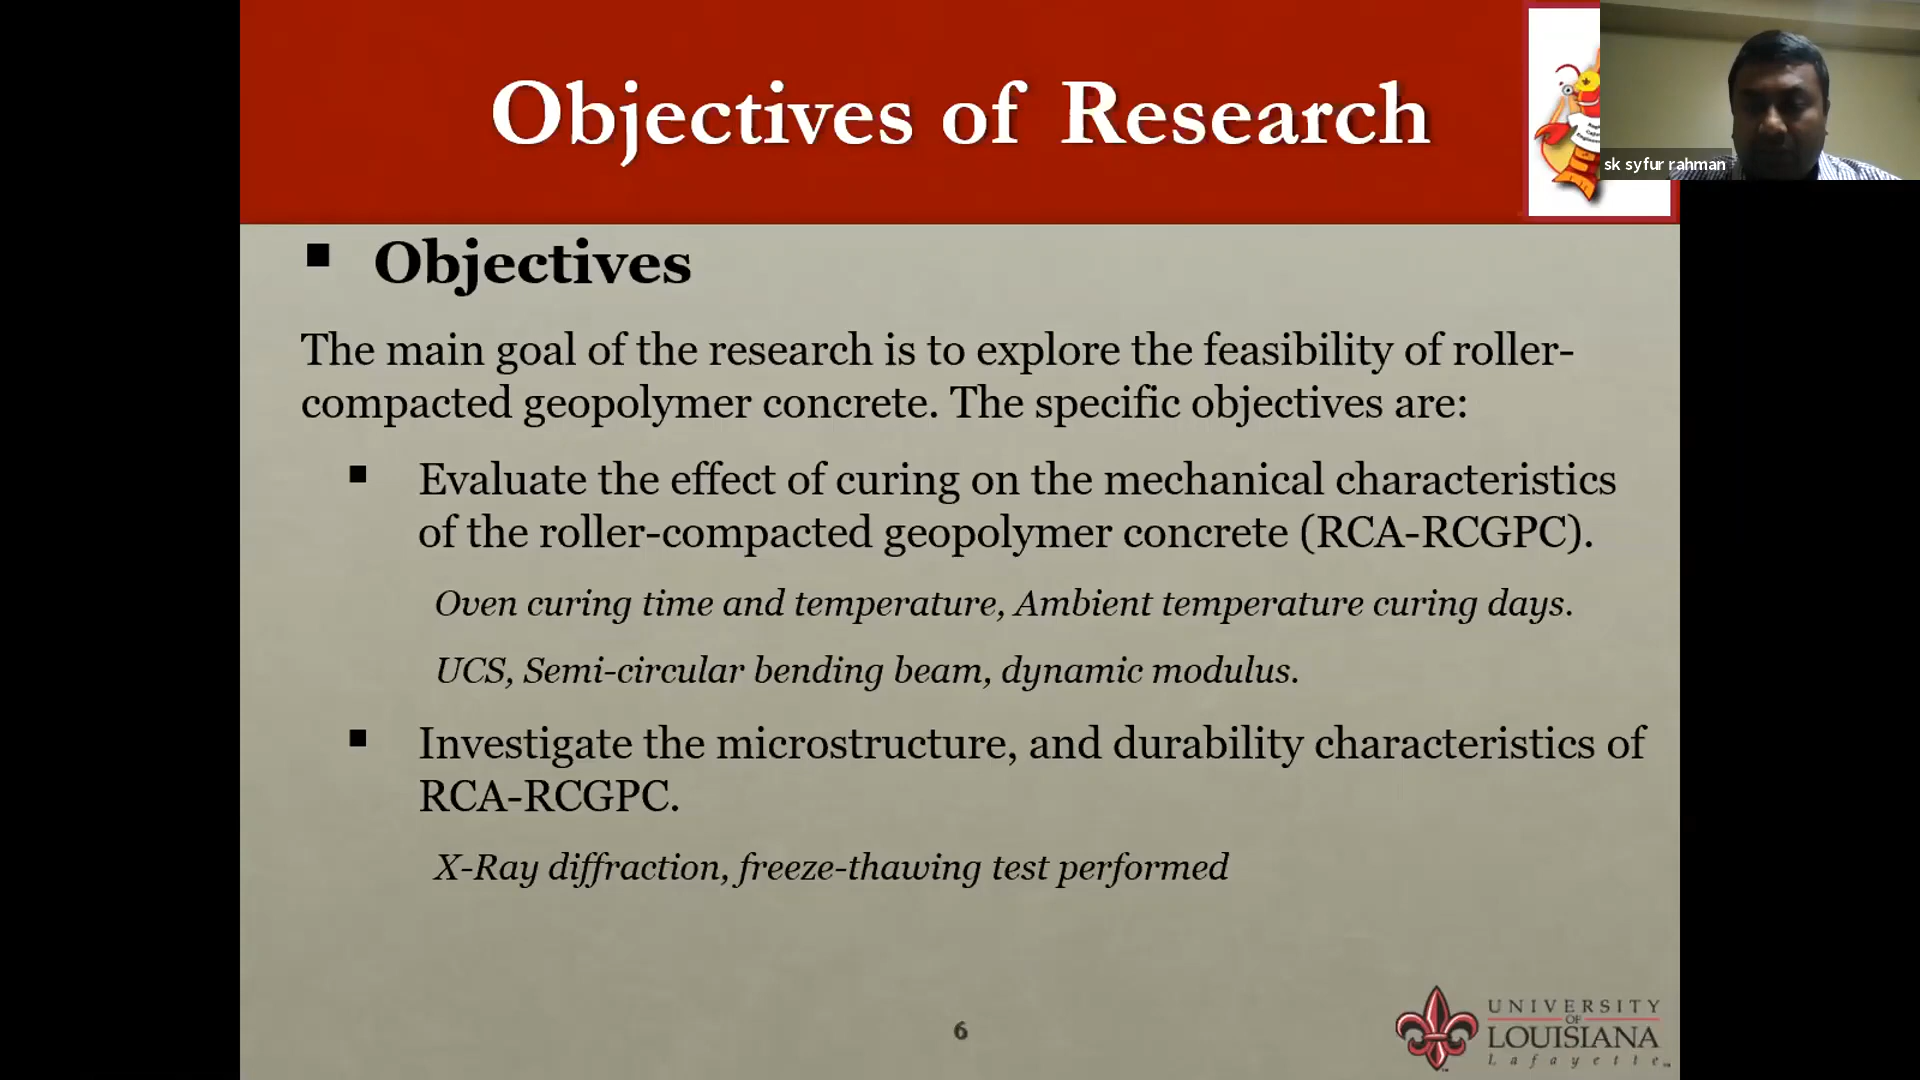 Objectives of Research
sk syfur rahman
▪ Objectives
The main goal of the research is to explore the feasibility of roller-
compacted geopolymer concrete. The specific objectives are:
▪ Evaluate the effect of curing on the mechanical characteristics
of the roller-compacted geopolymer concrete (RCA-RCGPC).
Oven curing time and temperature, Ambient temperature curing days.
UCS, Semi-circular bending beam, dynamic modulus.
▪ Investigate the microstructure, and durability characteristics of
RCA-RCGPC.
X-Ray diffraction, freeze-thawing test performed
6
UNIVERSITY
OF
LOUISIANA
Lafayette